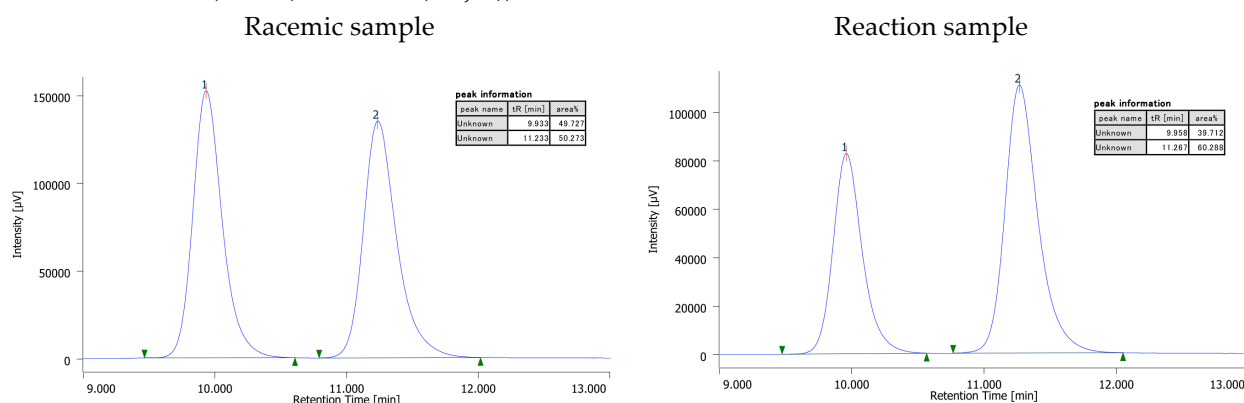 Racemic sample
Reaction sample
1
2
150000
100000
50000
0
Intensity [µV]
9.000 10.000 11.000 12.000 13.000
Retention Time [min]
peak information
peak name tR [min] area%
Unknown 9.933 49.727
Unknown 11.233 50.273
1
2
100000
80000
60000
40000
20000
0
Intensity [µV]
9.000 10.000 11.000 12.000 13.000
Retention Time [min]
peak information
peak name tR [min] area%
Unknown 9.958 39.712
Unknown 11.267 60.288